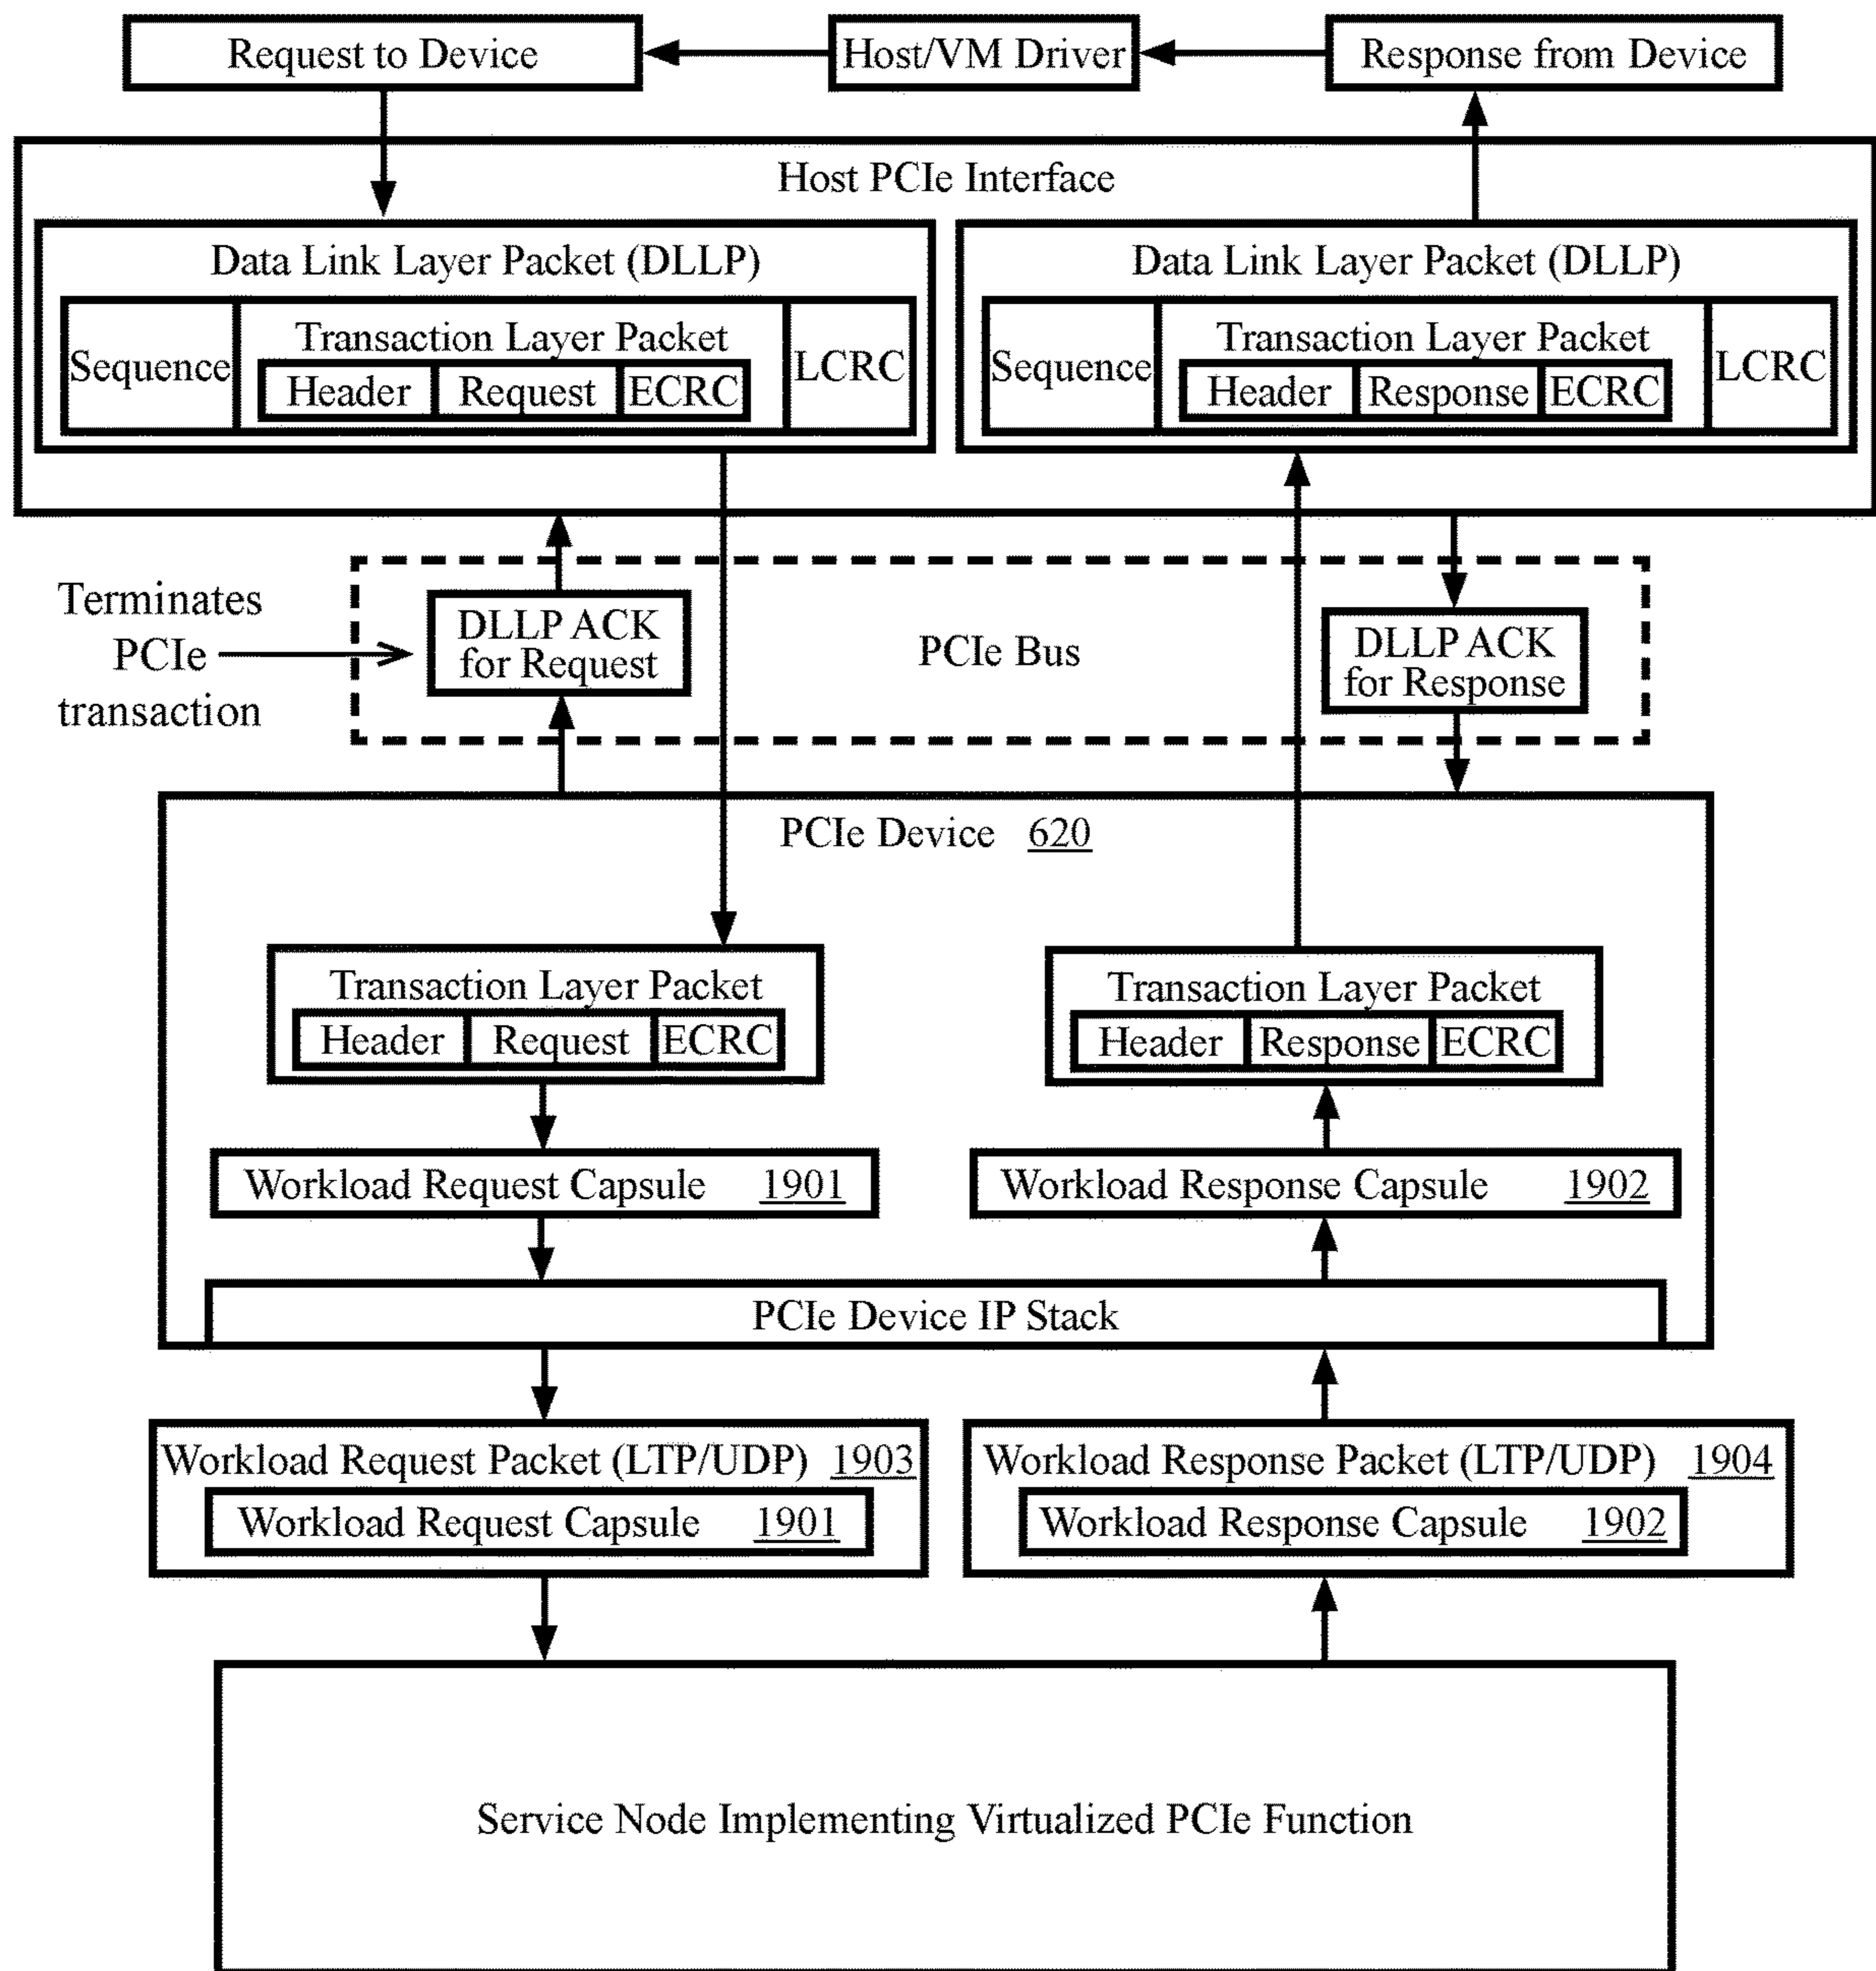 Request to Device
Host/VM Driver
Response from Device
Host PCIe Interface
Data Link Layer Packet (DLLP)
Sequence
Transaction Layer Packet
Header
Request
ECRC
LCRC
Data Link Layer Packet (DLLP)
Sequence
Transaction Layer Packet
Header
Response
ECRC
LCRC
Terminates
PCIe
transaction
DLLP ACK
for Request
PCIe Bus
DLLP ACK
for Response
PCIe Device 620
Transaction Layer Packet
Header
Request
ECRC
Transaction Layer Packet
Header
Response
ECRC
Workload Request Capsule 1901
Workload Response Capsule 1902
PCIe Device IP Stack
Workload Request Packet (LTP/UDP) 1903
Workload Request Capsule 1901
Workload Response Packet (LTP/UDP) 1904
Workload Response Capsule 1902
Service Node Implementing Virtualized PCIe Function